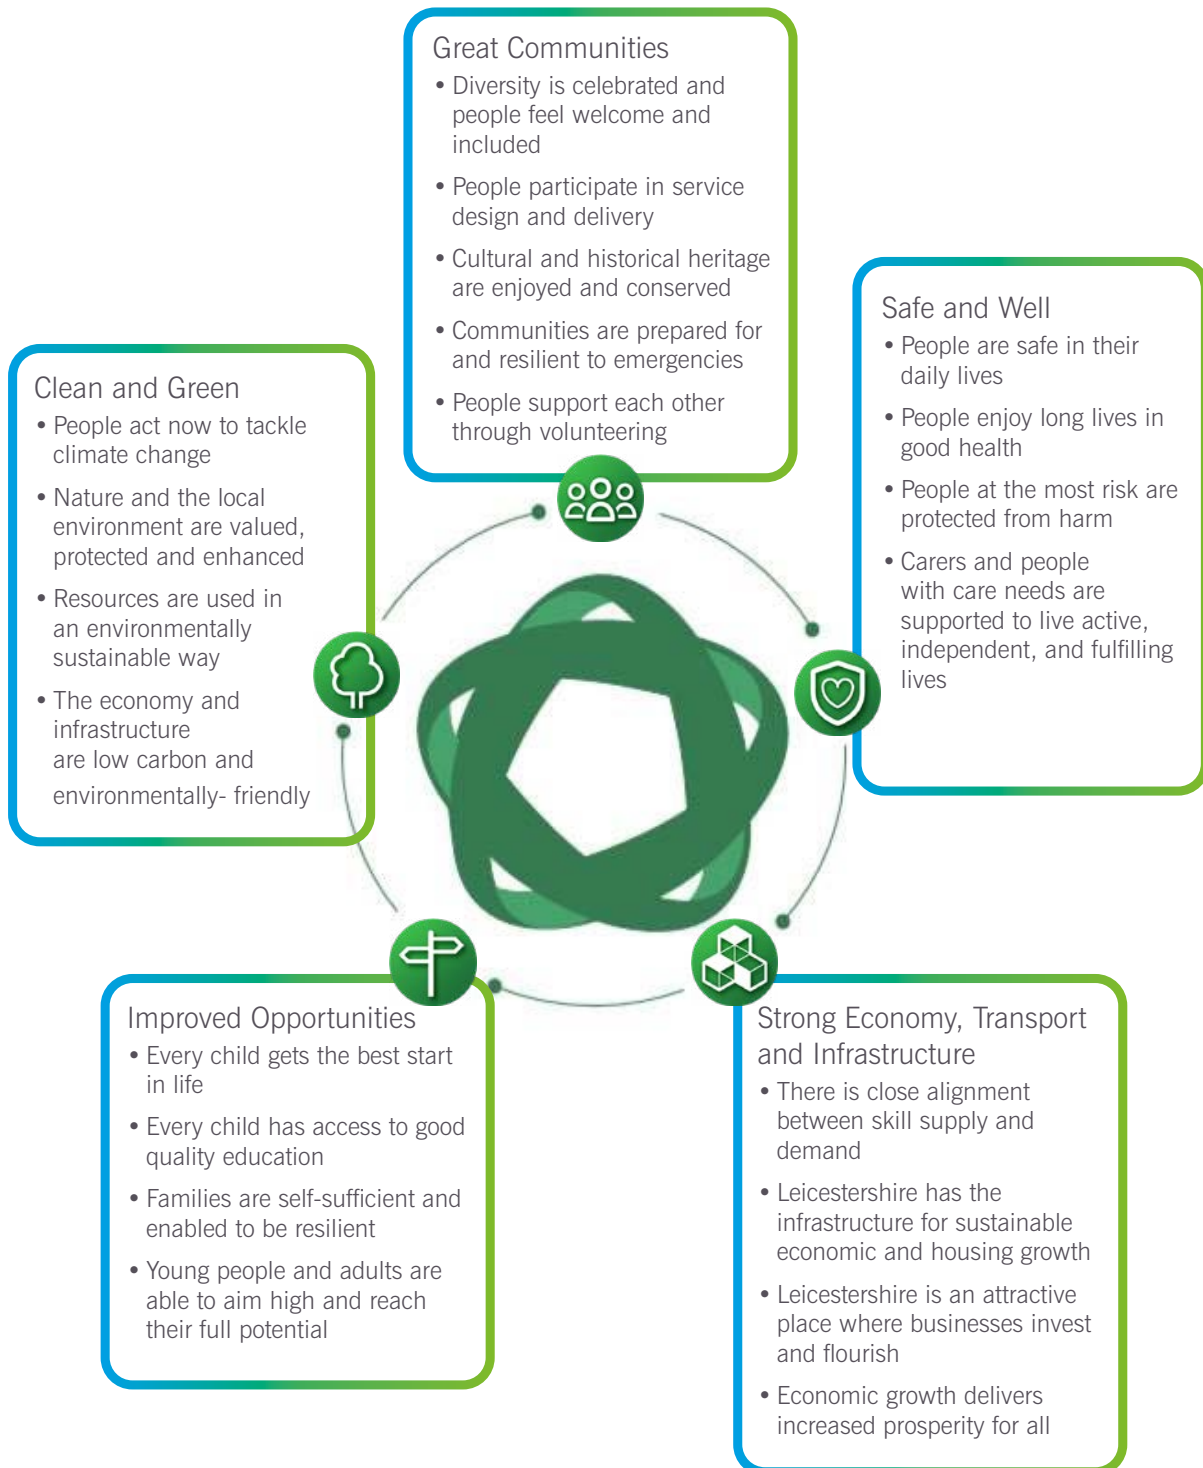 Great Communities
• Diversity is celebrated and
people feel welcome and
included
• People participate in service
design and delivery
• Cultural and historical heritage
are enjoyed and conserved
• Communities are prepared for
and resilient to emergencies
• People support each other
through volunteering
Safe and Well
• People are safe in their
daily lives
• People enjoy long lives in
good health
• People at the most risk are
protected from harm
• Carers and people
with care needs are
supported to live active,
independent, and fulfilling
lives
Clean and Green
• People act now to tackle
climate change
• Nature and the local
environment are valued,
protected and enhanced
• Resources are used in
an environmentally
sustainable way
• The economy and
infrastructure
are low carbon and
environmentally- friendly
Improved Opportunities
• Every child gets the best start
in life
• Every child has access to good
quality education
• Families are self-sufficient and
enabled to be resilient
• Young people and adults are
able to aim high and reach
their full potential
Strong Economy, Transport
and Infrastructure
• There is close alignment
between skill supply and
demand
• Leicestershire has the
infrastructure for sustainable
economic and housing growth
• Leicestershire is an attractive
place where businesses invest
and flourish
• Economic growth delivers
increased prosperity for all